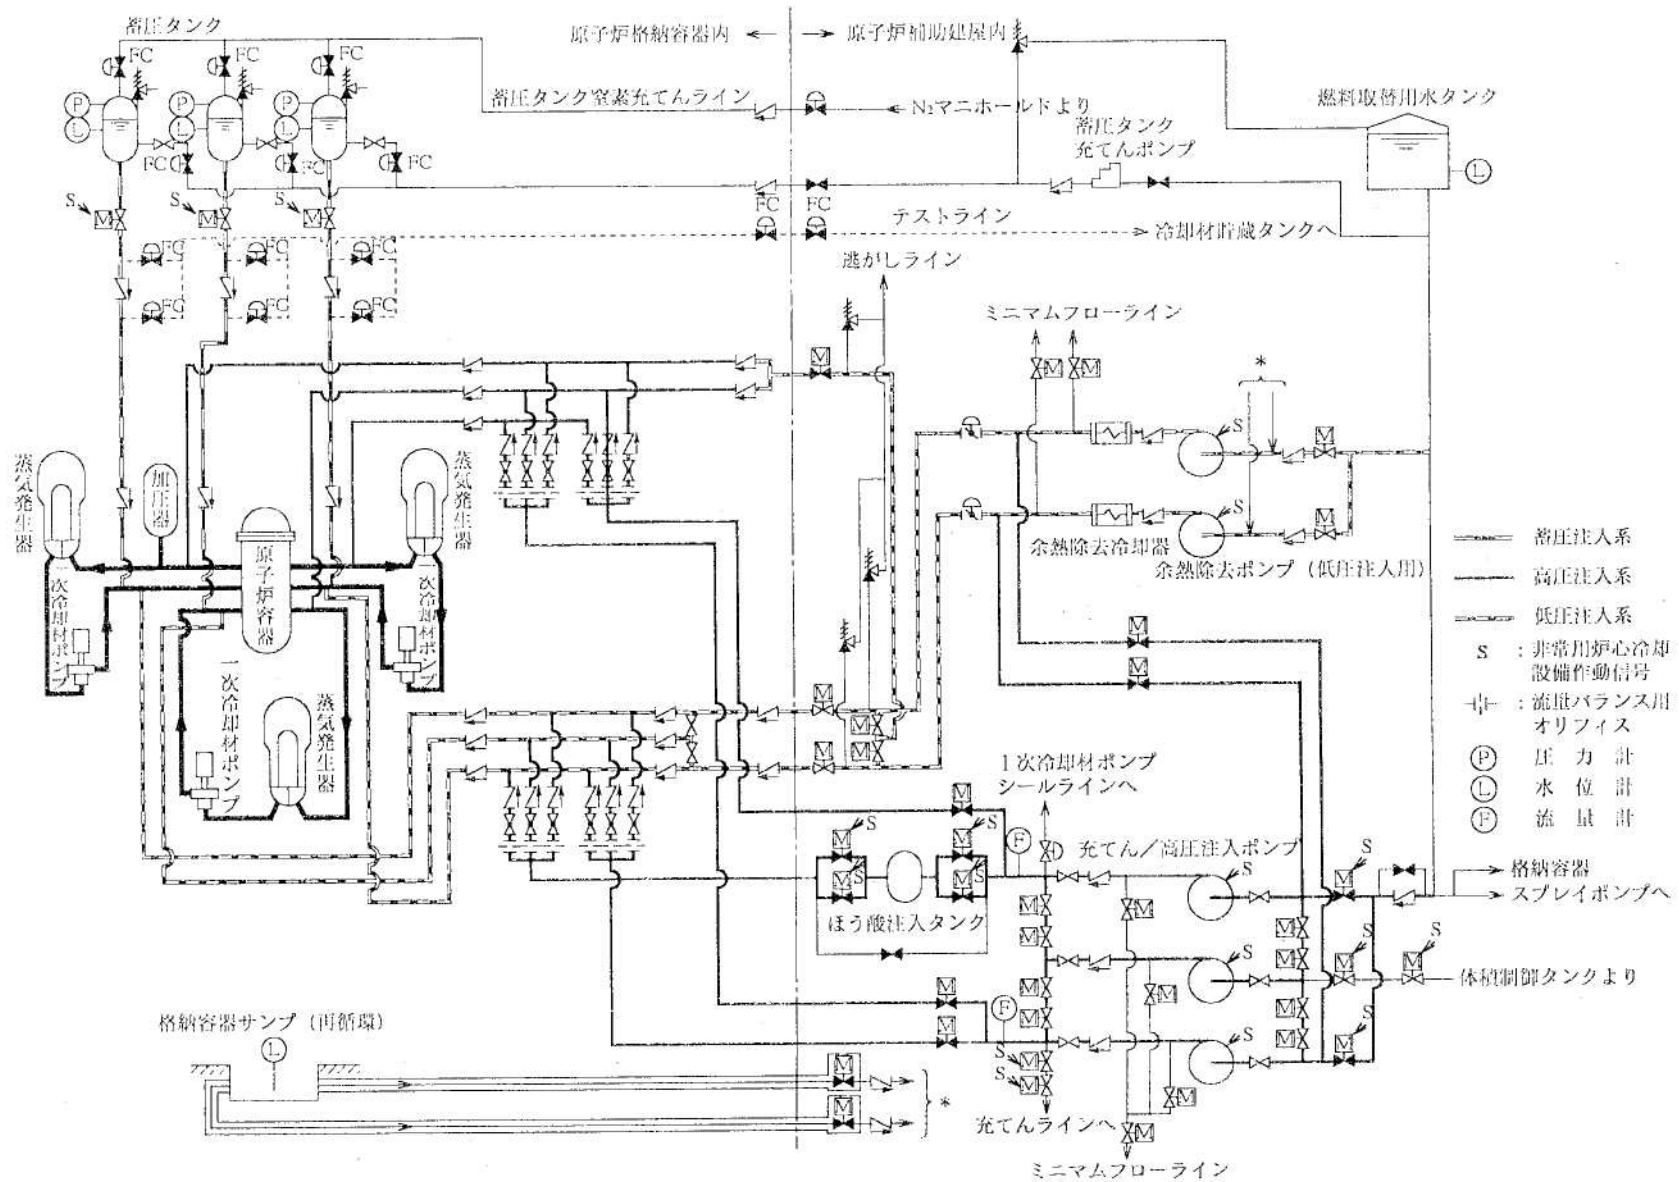 蓄圧タンク
原子炉格納容器内
原子炉補助建屋内
FC
FC
FC
P
P
P
L
L
L
蓄圧タンク窒素充てんライン
N₂マニホールドより
燃料取替用水タンク
蓄圧タンク
充てんポンプ
L
FC
FC
FC
FC
S
M
S
M
S
M
FC
FC
テストライン
冷却材貯蔵タンクへ
FC
FC
FC
FC
FC
FC
逃がしライン
ミニマムフローライン
M
M
M
*
S
M
S
M
蒸気発生器
加圧器
原子炉容器
蒸気発生器
一次冷却材ポンプ
一次冷却材ポンプ
一次冷却材ポンプ
蒸気発生器
余熱除去冷却器
余熱除去ポンプ(低圧注入用)
蓄圧注入系
高圧注入系
低圧注入系
S :非常用炉心冷却
設備作動信号
:流量バランス用
オリフィス
P 圧力計
L 水位計
F 流量計
M
M
M
M
M
M
1次冷却材ポンプ
シールラインへ
M
S
M
S
M
S
M
S
M
F
充てん/高圧注入ポンプ
S
S
M
格納容器
スプレイポンプへ
ほう酸注入タンク
M
M
M
M
M
S
M
S
M
S
M
体積制御タンクより
M
M
M
M
M
M
M
F
S
M
S
M
S
S
M
M
充てんラインへ
M
ミニマムフローライン
格納容器サンプ(再循環)
L
M
M
*